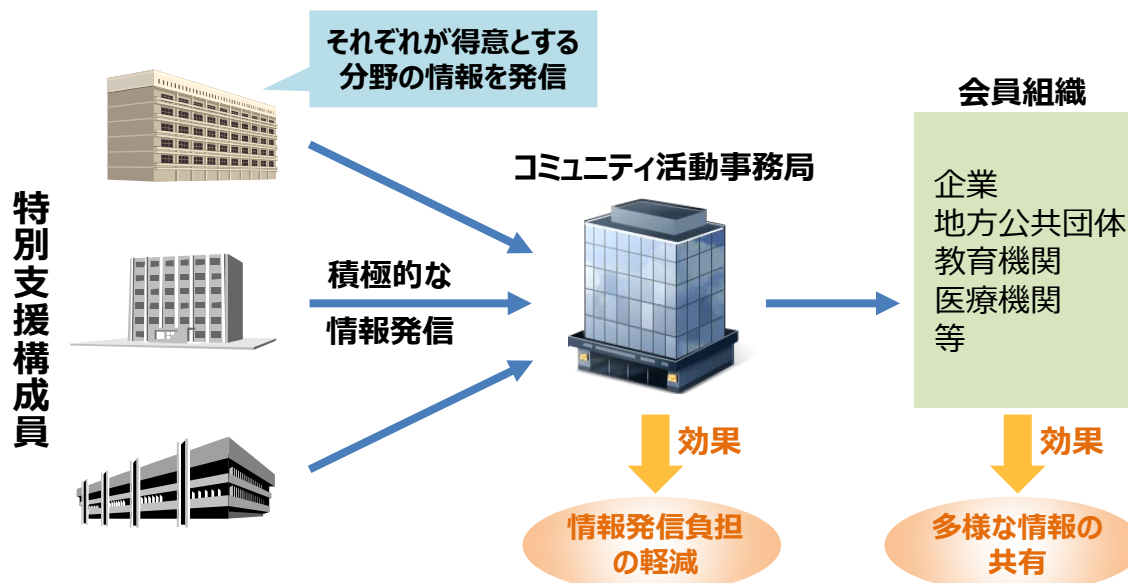 それぞれが得意とする
分野の情報を発信
会員組織
コミュニティ活動事務局
特別支援構成員
積極的な
情報発信
企業
地方公共団体
教育機関
医療機関
等
効果
効果
情報発信負担
の軽減
多様な情報の
共有